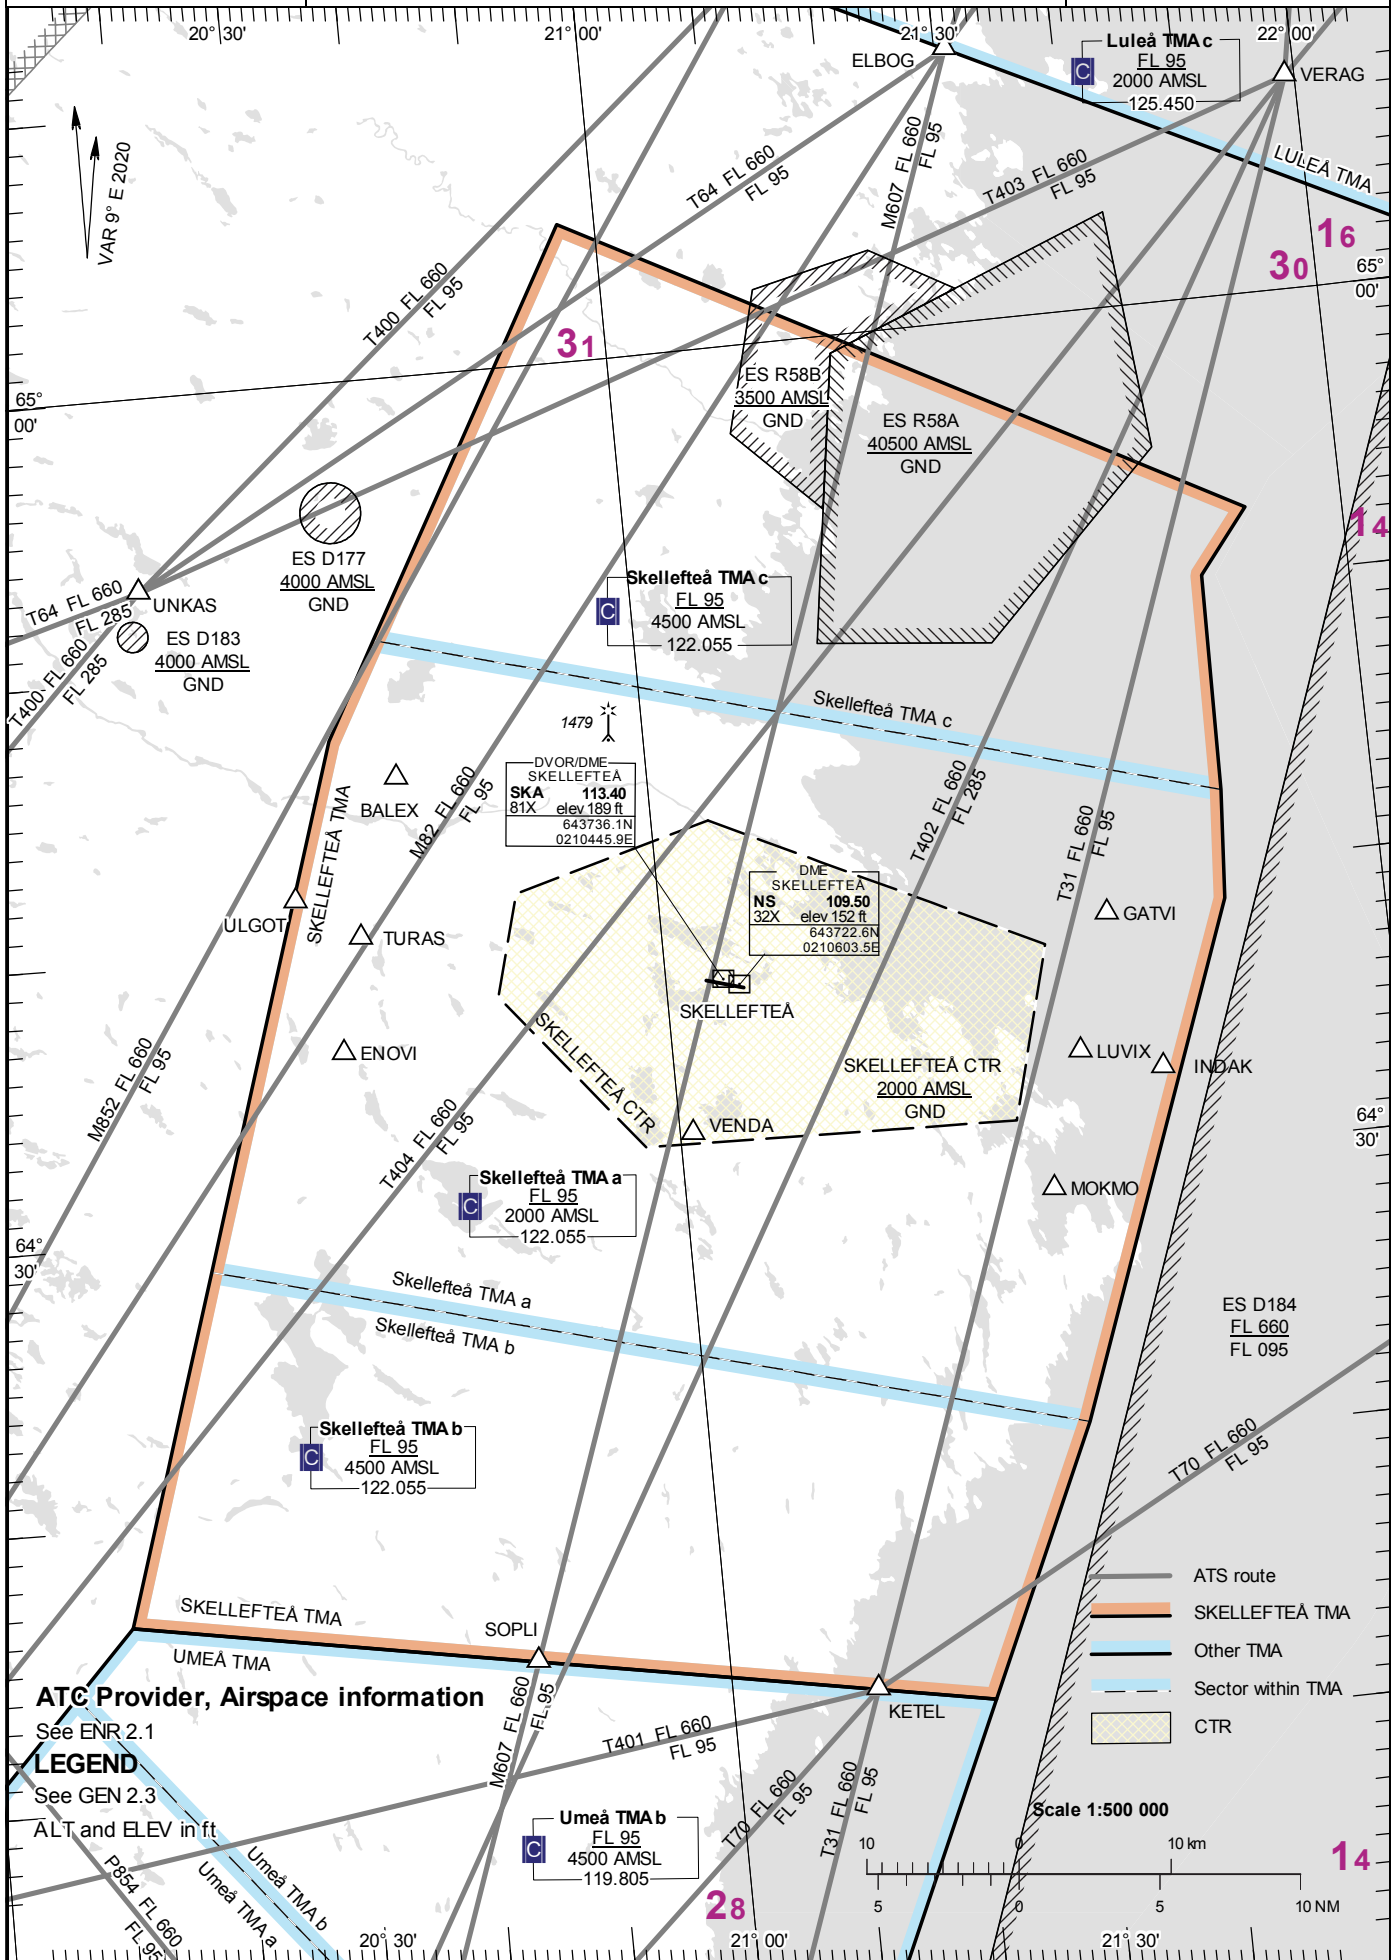 20° 30'
21° 00'
21° 30'
22° 00'
ELBOG
VERAG
Luleå TMA c
C
FL 95
2000 AMSL
125.450
LULEÅ TMA
VAR 9° E 2020
T64 FL 660
FL 95
M607 FL 660
FL 95
T403 FL 660
FL 95
T400 FL 660
FL 95
16
30
65°
00'
31
65°
00'
ES R58B
3500 AMSL
GND
ES R58A
40500 AMSL
GND
14
ES D177
4000 AMSL
GND
T64 FL 660
FL 285
UNKAS
ES D183
4000 AMSL
GND
T400 FL 660
FL 285
Skellefteå TMA c
C
FL 95
4500 AMSL
122.055
Skellefteå TMA c
1479
DVOR/DME
SKELLEFTEÅ
SKA 113.40
81X elev 189 ft
643736.1N
0210445.9E
BALEX
M82 FL 660
FL 95
SKELLEFTEÅ TMA
T402 FL 660
FL 285
T31 FL 660
FL 95
DME
SKELLEFTEÅ
NS 109.50
32X elev 152 ft
643722.6N
0210603.5E
GATVI
ULGOT
TURAS
SKELLEFTEÅ
ENOVI
SKELLEFTEÅ CTR
SKELLEFTEÅ CTR
2000 AMSL
GND
LUVIX
INDAK
M852 FL 660
FL 95
T404 FL 660
FL 95
VENDA
64°
30'
MOKMO
Skellefteå TMA a
C
FL 95
2000 AMSL
122.055
64°
30'
Skellefteå TMA a
Skellefteå TMA b
ES D184
FL 660
FL 095
Skellefteå TMA b
C
FL 95
4500 AMSL
122.055
T70 FL 660
FL 95
ATS route
SKELLEFTEÅ TMA
Other TMA
Sector within TMA
CTR
SKELLEFTEÅ TMA
UMEÅ TMA
SOPLI
KETEL
ATC Provider, Airspace information
See ENR 2.1
LEGEND
See GEN 2.3
ALT and ELEV in ft
M607 FL 660
FL 95
T401 FL 660
FL 95
T70 FL 660
FL 95
T31 FL 660
FL 95
Umeå TMA b
C
FL 95
4500 AMSL
119.805
P854 FL 660
FL 95
Umeå TMA b
Umeå TMA a
Scale 1:500 000
10 0 10 km
5 0 5 10 NM
14
28
20° 30'
21° 00'
21° 30'